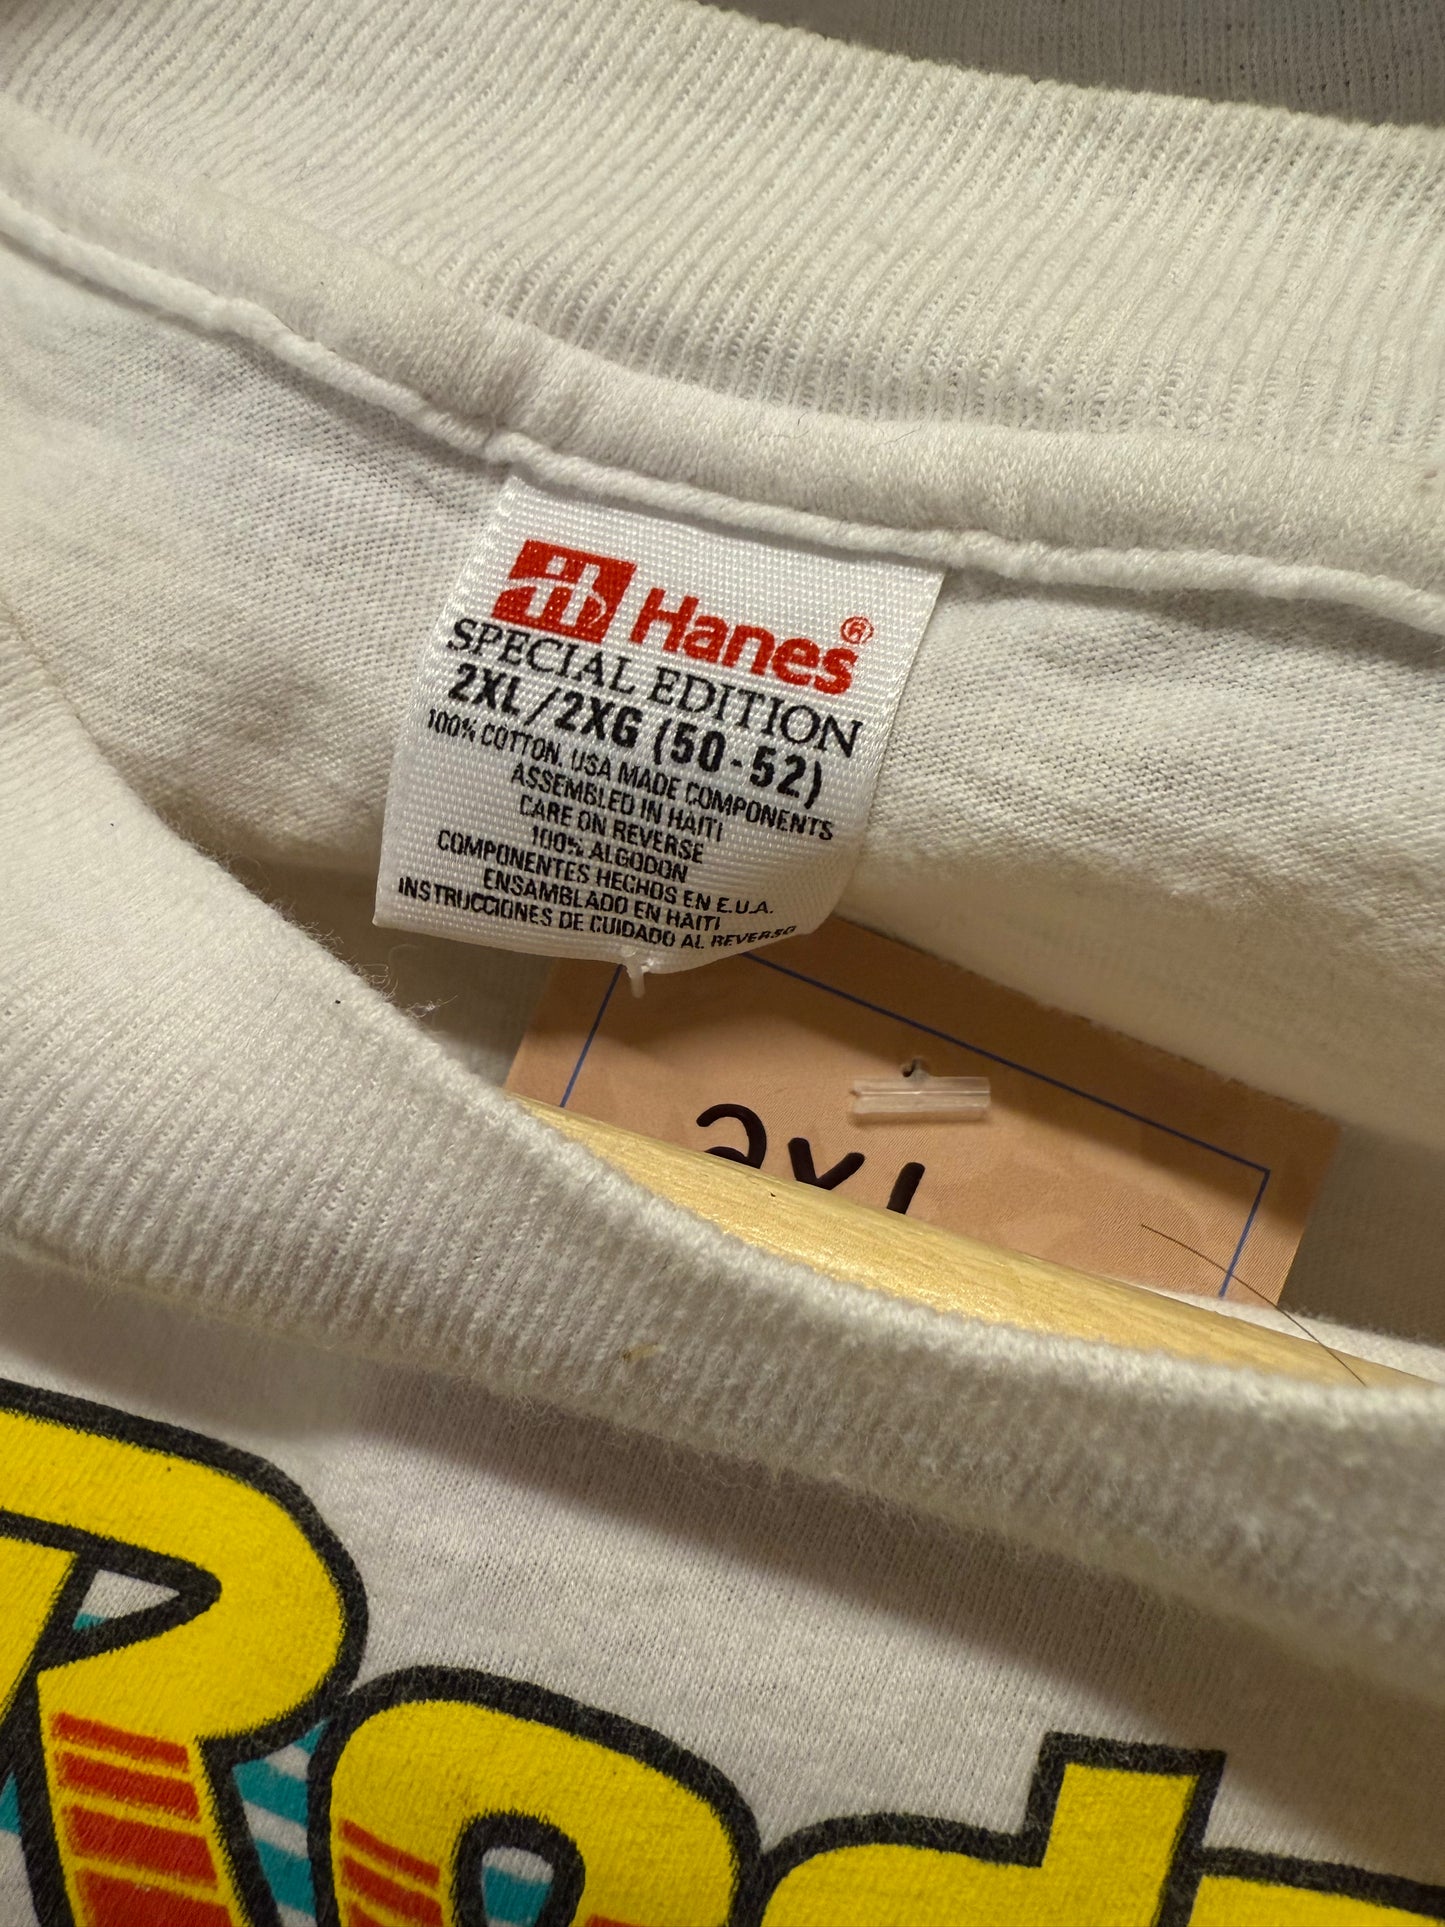 Hanes®
SPECIAL EDITION
2XL/2XG (50-52)
100% COTTON. USA MADE COMPONENTS
ASSEMBLED IN HAITI
CARE ON REVERSE
100% ALGODON
COMPONENTES HECHOS EN E.U.A.
ENSAMBLADO EN HAITI
INSTRUCCIONES DE CUIDADO AL REVERSO
2XL